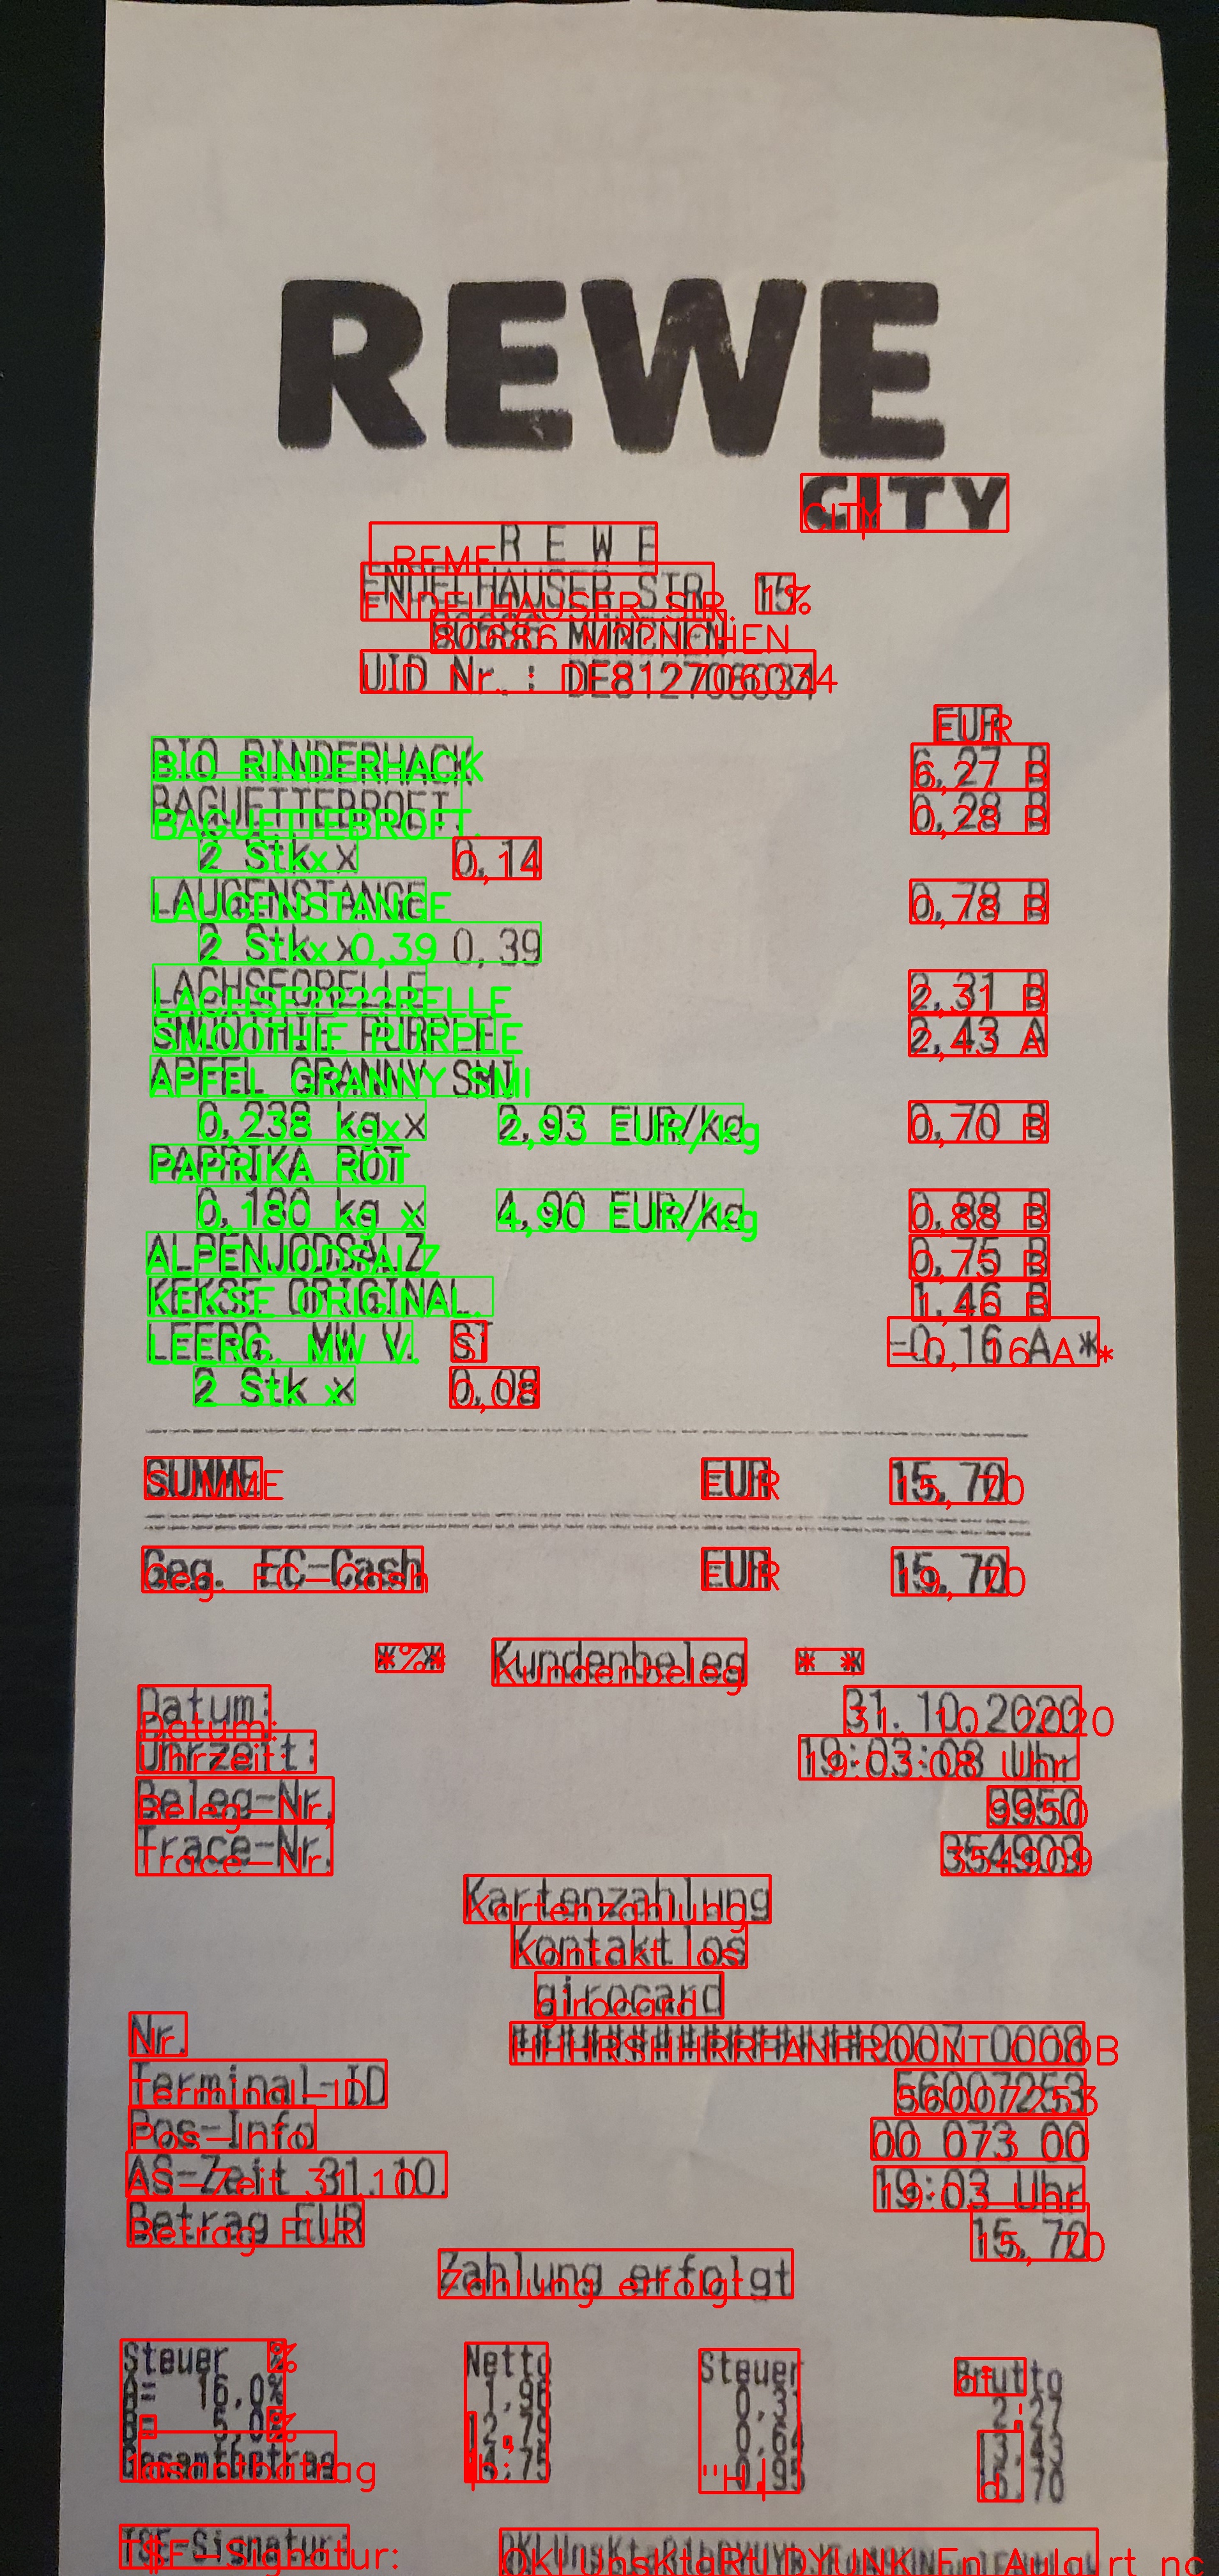 REWE
CITY
R E W E
ENDELHAUSER STR. 15
80686 MÜNCHEN
UID Nr.: DE812706034
EUR
BIO RINDERHACK 6,27 B
BAGUETTEBROET. 0,28 B
2 Stk x 0,14
LAUGENSTANGE 0,78 B
2 Stk x 0,39
LACHSFORELLE 2,31 B
SMOOTHIE PURPLE 2,43 A
APFEL GRANNY SMI
0,238 kg x 2,93 EUR/kg 0,70 B
PAPRIKA ROT
0,180 kg x 4,90 EUR/kg 0,88 B
ALPENJODSALZ 0,75 B
KEKSE ORIGINAL. 1,46 B
LEERG. MW V. ST -0,16 A *
2 Stk x 0,08
SUMME EUR 15,70
Geg. EC-Cash EUR 15,70
* * Kundenbeleg * *
Datum: 31.10.2020
Uhrzeit: 19:03:08 Uhr
Beleg-Nr. 9950
Trace-Nr. 354909
Kartenzahlung
Kontaktlos
girocard
Nr. ###############0007 0008
Terminal-ID 56007253
Pos-Info 00 073 00
AS-Zeit 31.10. 19:03 Uhr
Betrag EUR 15,70
Zahlung erfolgt
Steuer % Netto Steuer Brutto
A= 16,0% 1,96 0,31 2,27
B= 5,0% 12,79 0,64 13,43
Gesamtbetrag 14,75 0,95 15,70
TSE-Signatur: